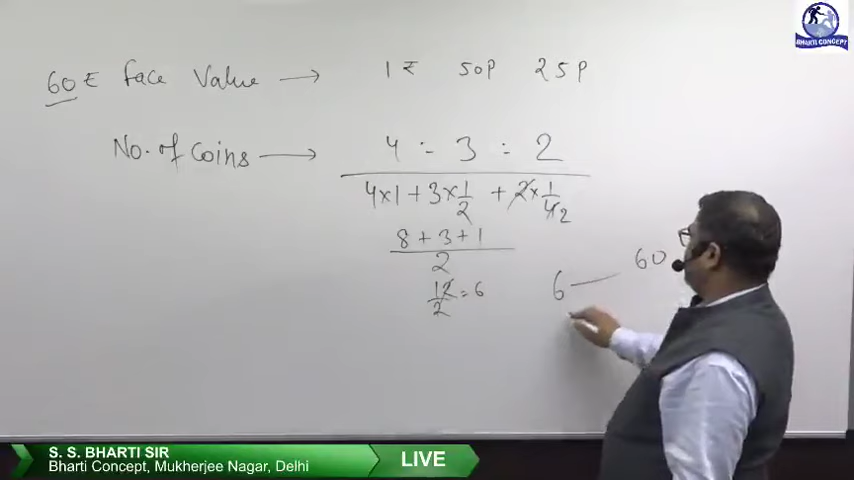 BHARTI CONCEPT
60₹ face Value → 1₹ 50P 25P
No. of Coins → 4 : 3 : 2
4×1 + 3×1/2 + 2×1/4 2
8+3+1
2
12/2 = 6
6 — 60
S. S. BHARTI SIR
Bharti Concept, Mukherjee Nagar, Delhi
LIVE